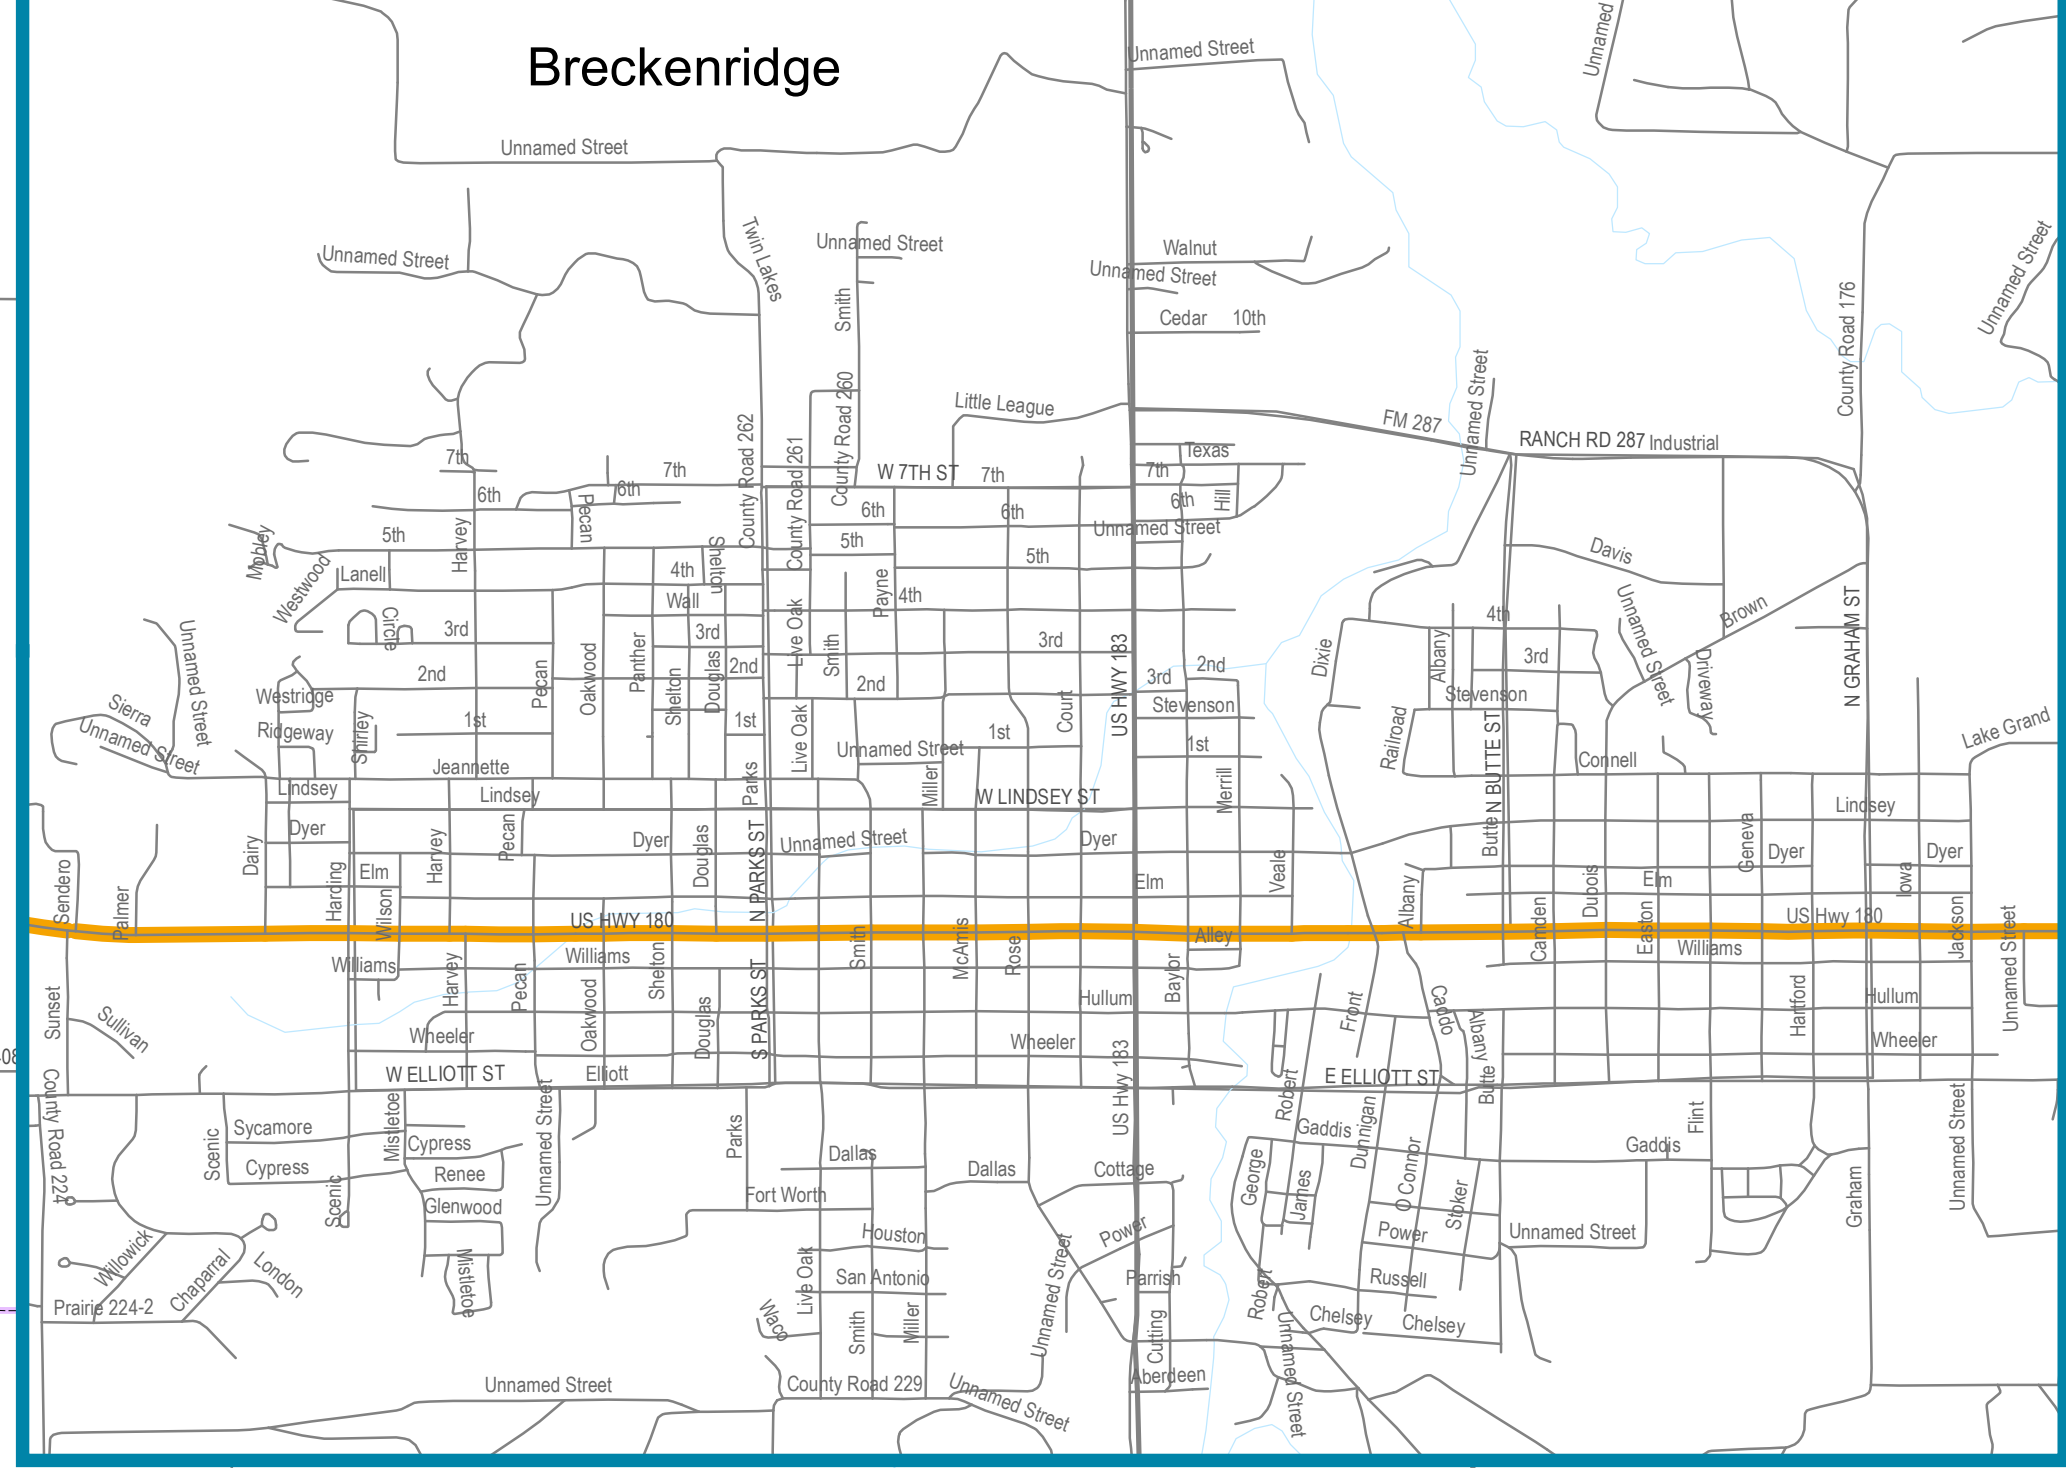 Breckenridge
Unnamed Street
Unnamed
Unnamed Street
Twin Lakes
Unnamed Street
Walnut
Unnamed Street
Unnamed Street
Unnamed Street
Smith
Cedar
10th
County Road 176
Unnamed Street
Little League
FM 287
Unnamed Street
RANCH RD 287
Industrial
County Road 260
County Road 262
County Road 261
7th
7th
W 7TH ST
7th
7th
Texas
6th
6th
Pecan
6th
6th
6th
Hill
Unnamed Street
Mobley
5th
Harvey
Shelton
5th
5th
Davis
Westwood
Lanell
4th
Payne
4th
Wall
Circle
3rd
Live Oak
3rd
Smith
3rd
US HWY 183
Dixie
Albany
4th
3rd
Unnamed Street
Brown
N GRAHAM ST
Unnamed Street
Oakwood
Panther
2nd
Pecan
Shelton
Douglas
2nd
2nd
3rd
2nd
Stevenson
Stevenson
Driveway
Westridge
Sierra
Unnamed Street
Ridgeway
Shirley
1st
1st
Live Oak
Unnamed Street
1st
Court
1st
Railroad
N BUTTE ST
Connell
Lake Grand
Jeannette
Parks
Miller
Merrill
Lindsey
Lindsey
W LINDSEY ST
Lindsey
Dyer
Dairy
Harvey
Pecan
Dyer
Douglas
N PARKS ST
Unnamed Street
Dyer
Veale
Butte
Geneva
Dyer
Dyer
Sendero
Palmer
Harding
Elm
Wilson
Elm
Albany
Dubois
Elm
Iowa
US HWY 180
US Hwy 180
Smith
McAmis
Rose
Alley
Camden
Easton
Jackson
Unnamed Street
Williams
Harvey
Pecan
Williams
Shelton
Williams
Sunset
Sullivan
Oakwood
Douglas
S PARKS ST
Baylor
Hullum
Front
Caddo
Albany
Hartford
Hullum
Wheeler
Wheeler
Wheeler
US Hwy 183
County Road 224
W ELLIOTT ST
Elliott
Unnamed Street
Robert
E ELLIOTT ST
Butte
Flint
Unnamed Street
Scenic
Sycamore
Mistletoe
Cypress
Cypress
Renee
Parks
Dallas
Dallas
Cottage
Gaddis
Dunnigan
O Connor
Gaddis
Scenic
Glenwood
Fort Worth
George
James
Stoker
Graham
Houston
Power
Power
Unnamed Street
Willowick
Chaparral
London
Mistletoe
Live Oak
San Antonio
Unnamed Street
Parrish
Robert
Russell
Prairie 224-2
Waco
Smith
Miller
Cutting
Unnamed Street
Chelsey
Chelsey
Unnamed Street
County Road 229
Unnamed Street
Aberdeen